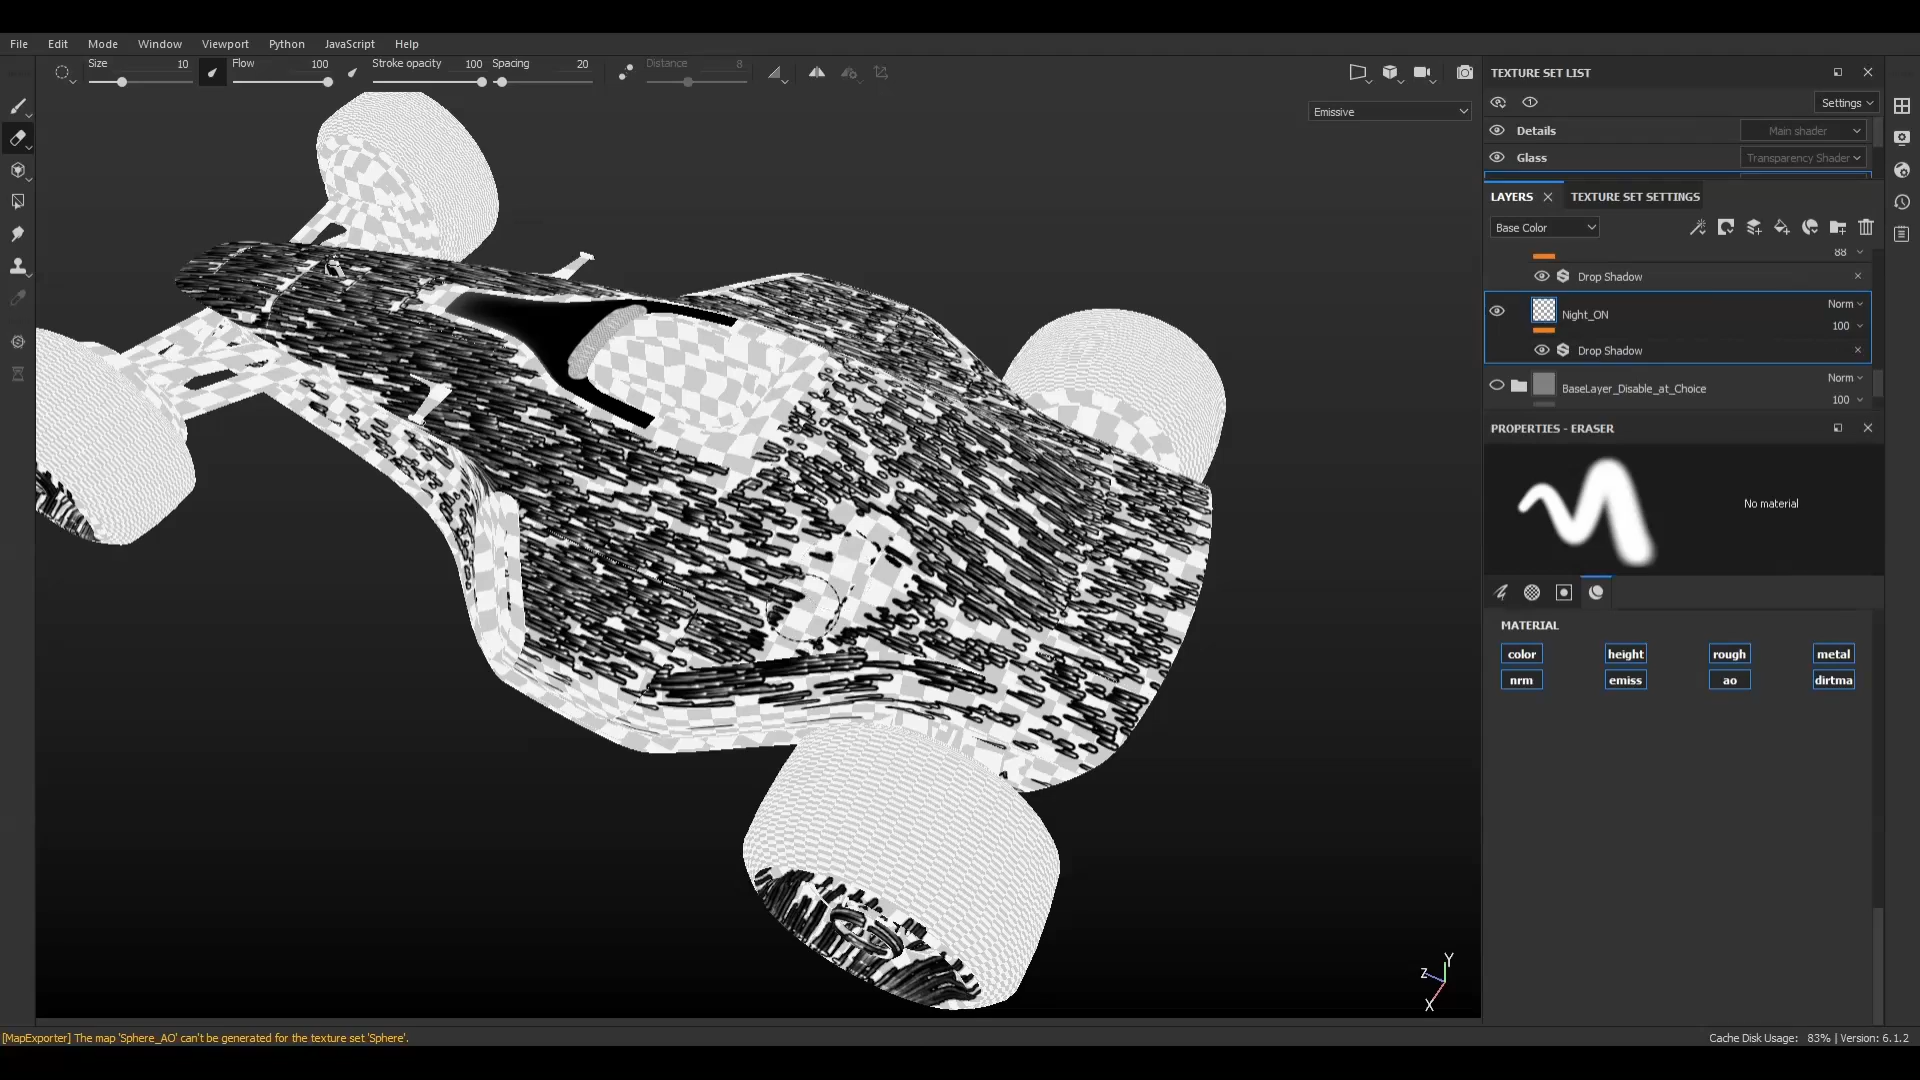 File Edit Mode Window Viewport Python JavaScript Help
Size 10 Flow 100 Stroke opacity 100 Spacing 20 Distance 8
Emissive
TEXTURE SET LIST
Settings
Details Main shader
Glass Transparency Shader
LAYERS TEXTURE SET SETTINGS
Base Color
88
Drop Shadow
Norm
Night_ON
100
Drop Shadow
Norm
BaseLayer_Disable_at_Choice
100
PROPERTIES - ERASER
No material
MATERIAL
color height rough metal
nrm emiss ao dirtma
Y
Z
X
[MapExporter] The map 'Sphere_AO' can't be generated for the texture set 'Sphere'.
Cache Disk Usage: 83% | Version: 6.1.2